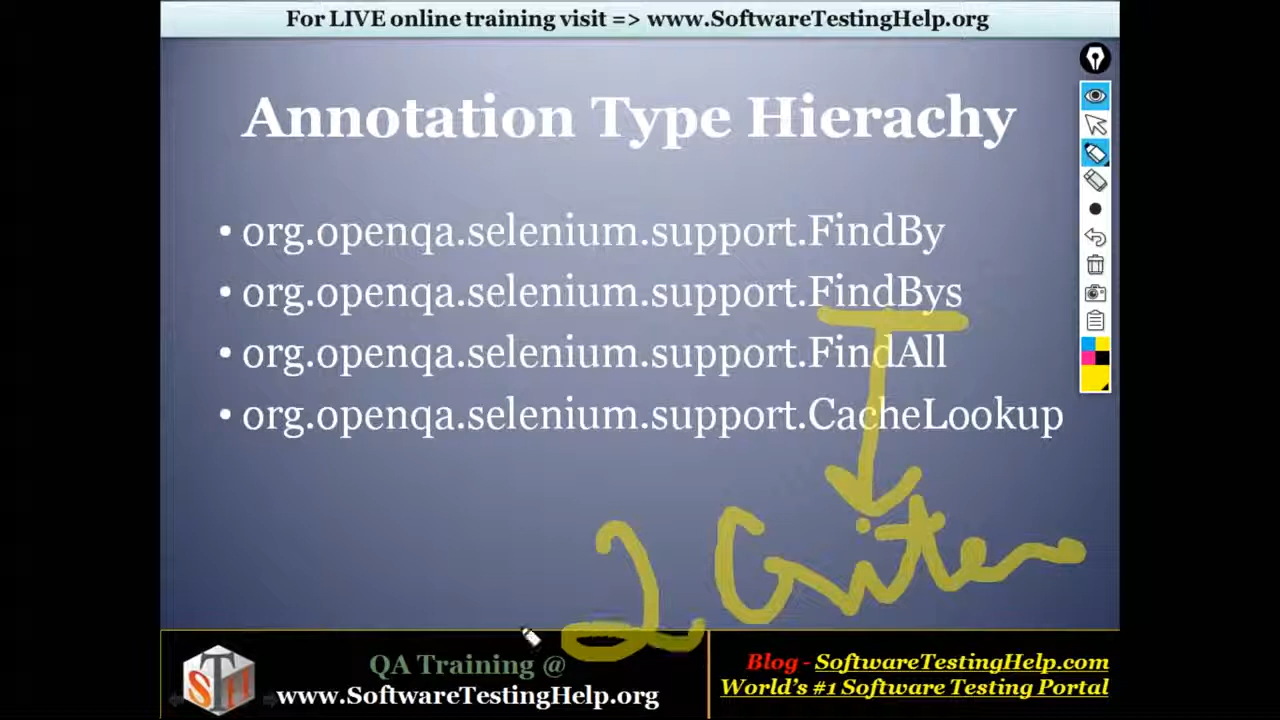 For LIVE online training visit => www.SoftwareTestingHelp.org
Annotation Type Hierachy
• org.openqa.selenium.support.FindBy
• org.openqa.selenium.support.FindBys
• org.openqa.selenium.support.FindAll
• org.openqa.selenium.support.CacheLookup
2 Criter
STH
QA Training @
www.SoftwareTestingHelp.org
Blog - SoftwareTestingHelp.com
World's #1 Software Testing Portal